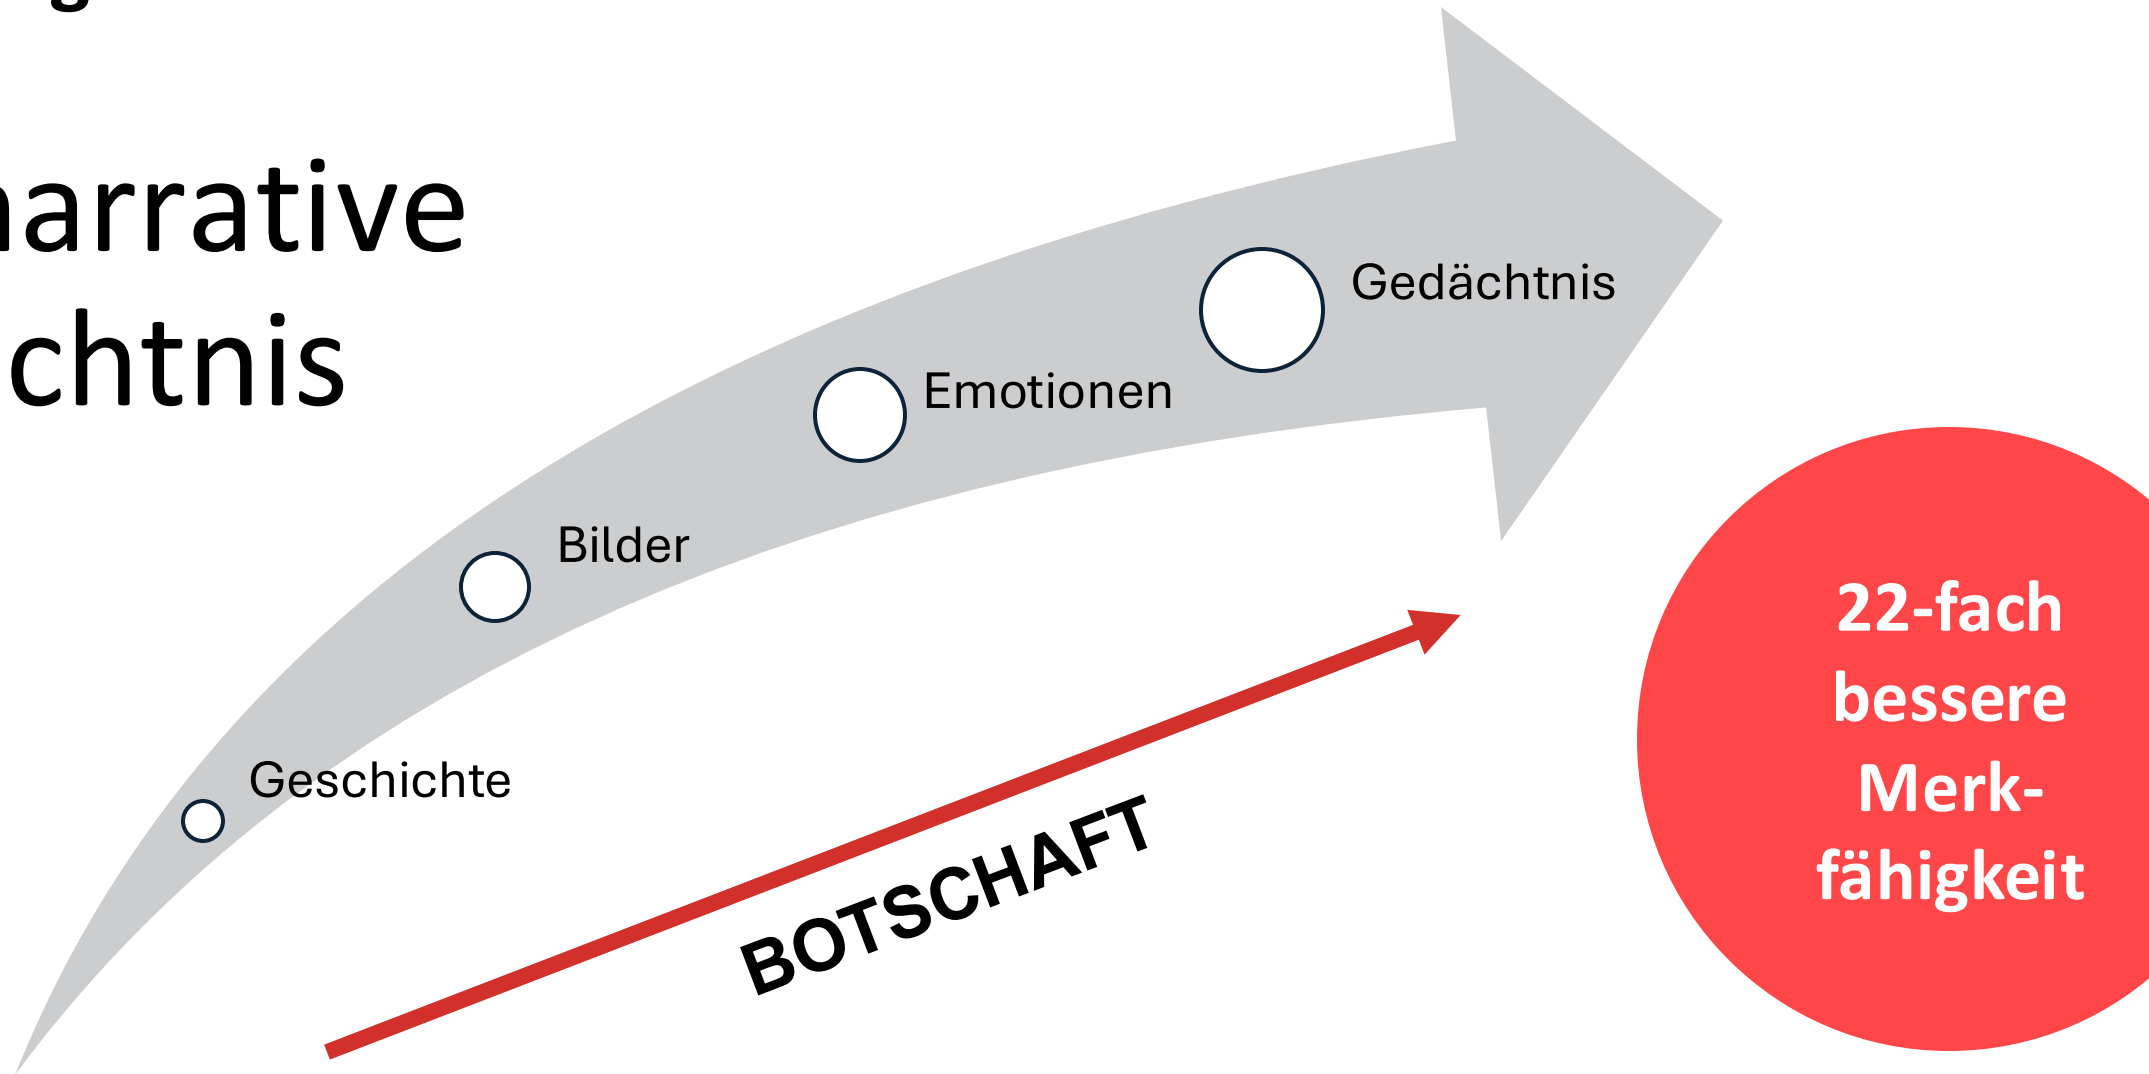 narrative
chtnis
Gedächtnis
Emotionen
Bilder
Geschichte
BOTSCHAFT
22-fach
bessere
Merk-
fähigkeit